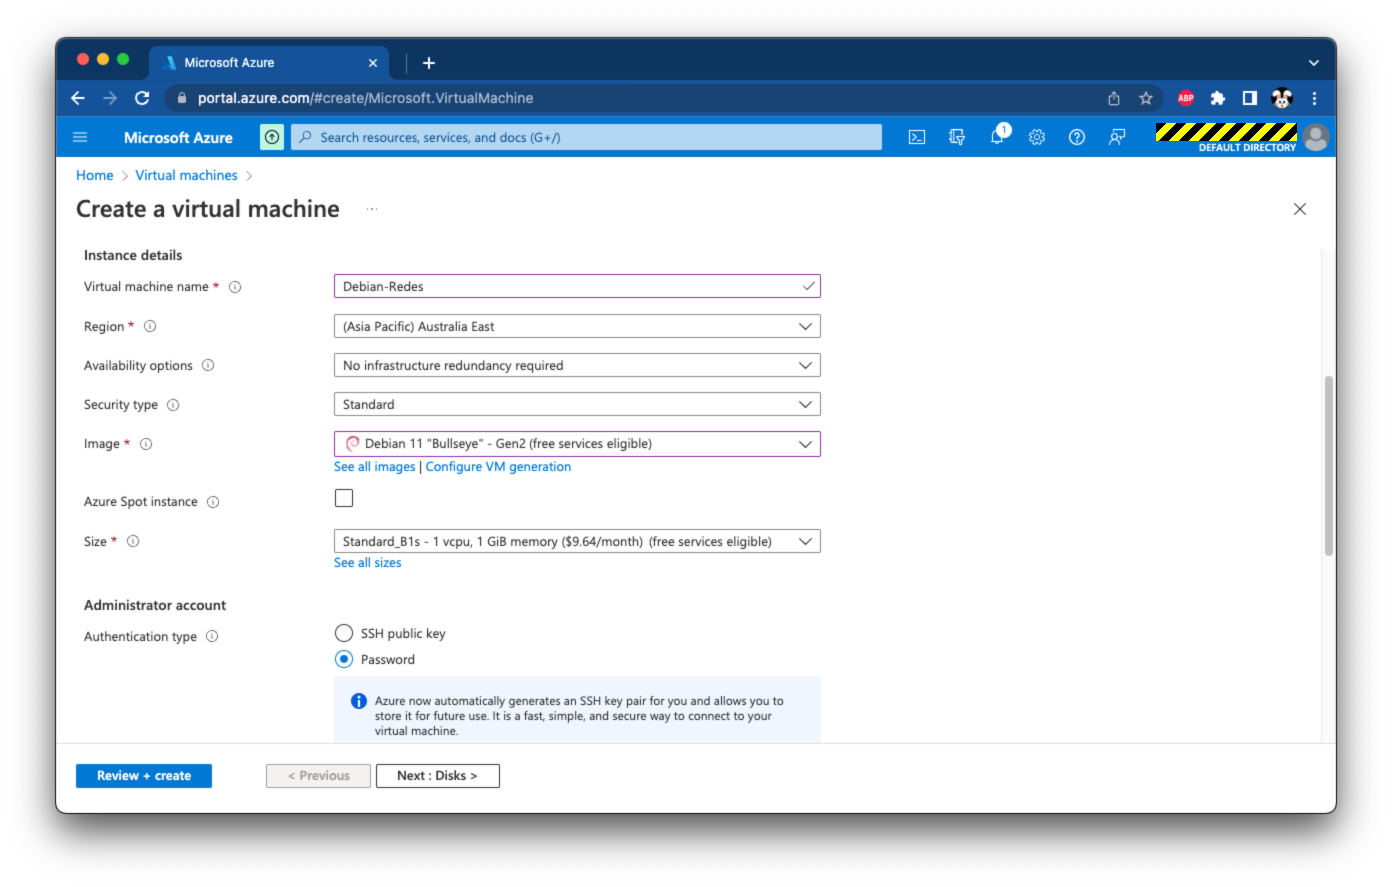 Microsoft Azure
portal.azure.com/#create/Microsoft.VirtualMachine
ABP
Microsoft Azure
Search resources, services, and docs (G+/)
1
DEFAULT DIRECTORY
Home > Virtual machines >
Create a virtual machine ...
Instance details
Virtual machine name *
Debian-Redes
Region *
(Asia Pacific) Australia East
Availability options
No infrastructure redundancy required
Security type
Standard
Image *
Debian 11 "Bullseye" - Gen2 (free services eligible)
See all images | Configure VM generation
Azure Spot instance
Size *
Standard_B1s - 1 vcpu, 1 GiB memory ($9.64/month) (free services eligible)
See all sizes
Administrator account
Authentication type
SSH public key
Password
Azure now automatically generates an SSH key pair for you and allows you to
store it for future use. It is a fast, simple, and secure way to connect to your
virtual machine.
Review + create
< Previous
Next : Disks >